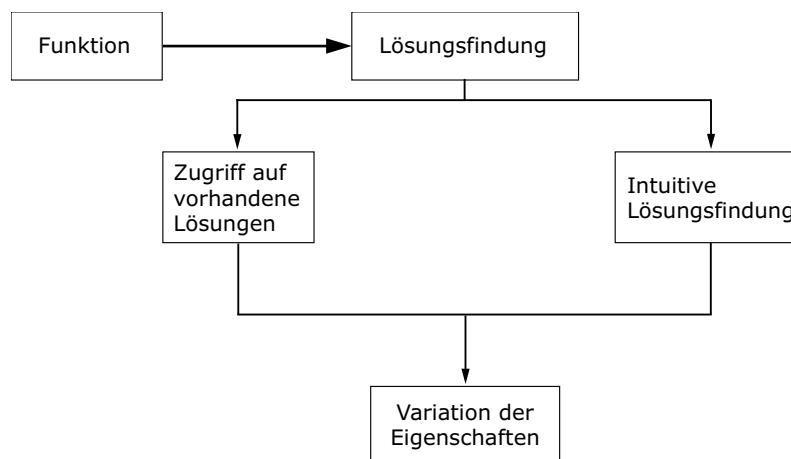 Funktion
Lösungsfindung
Zugriff auf
vorhandene
Lösungen
Intuitive
Lösungsfindung
Variation der
Eigenschaften